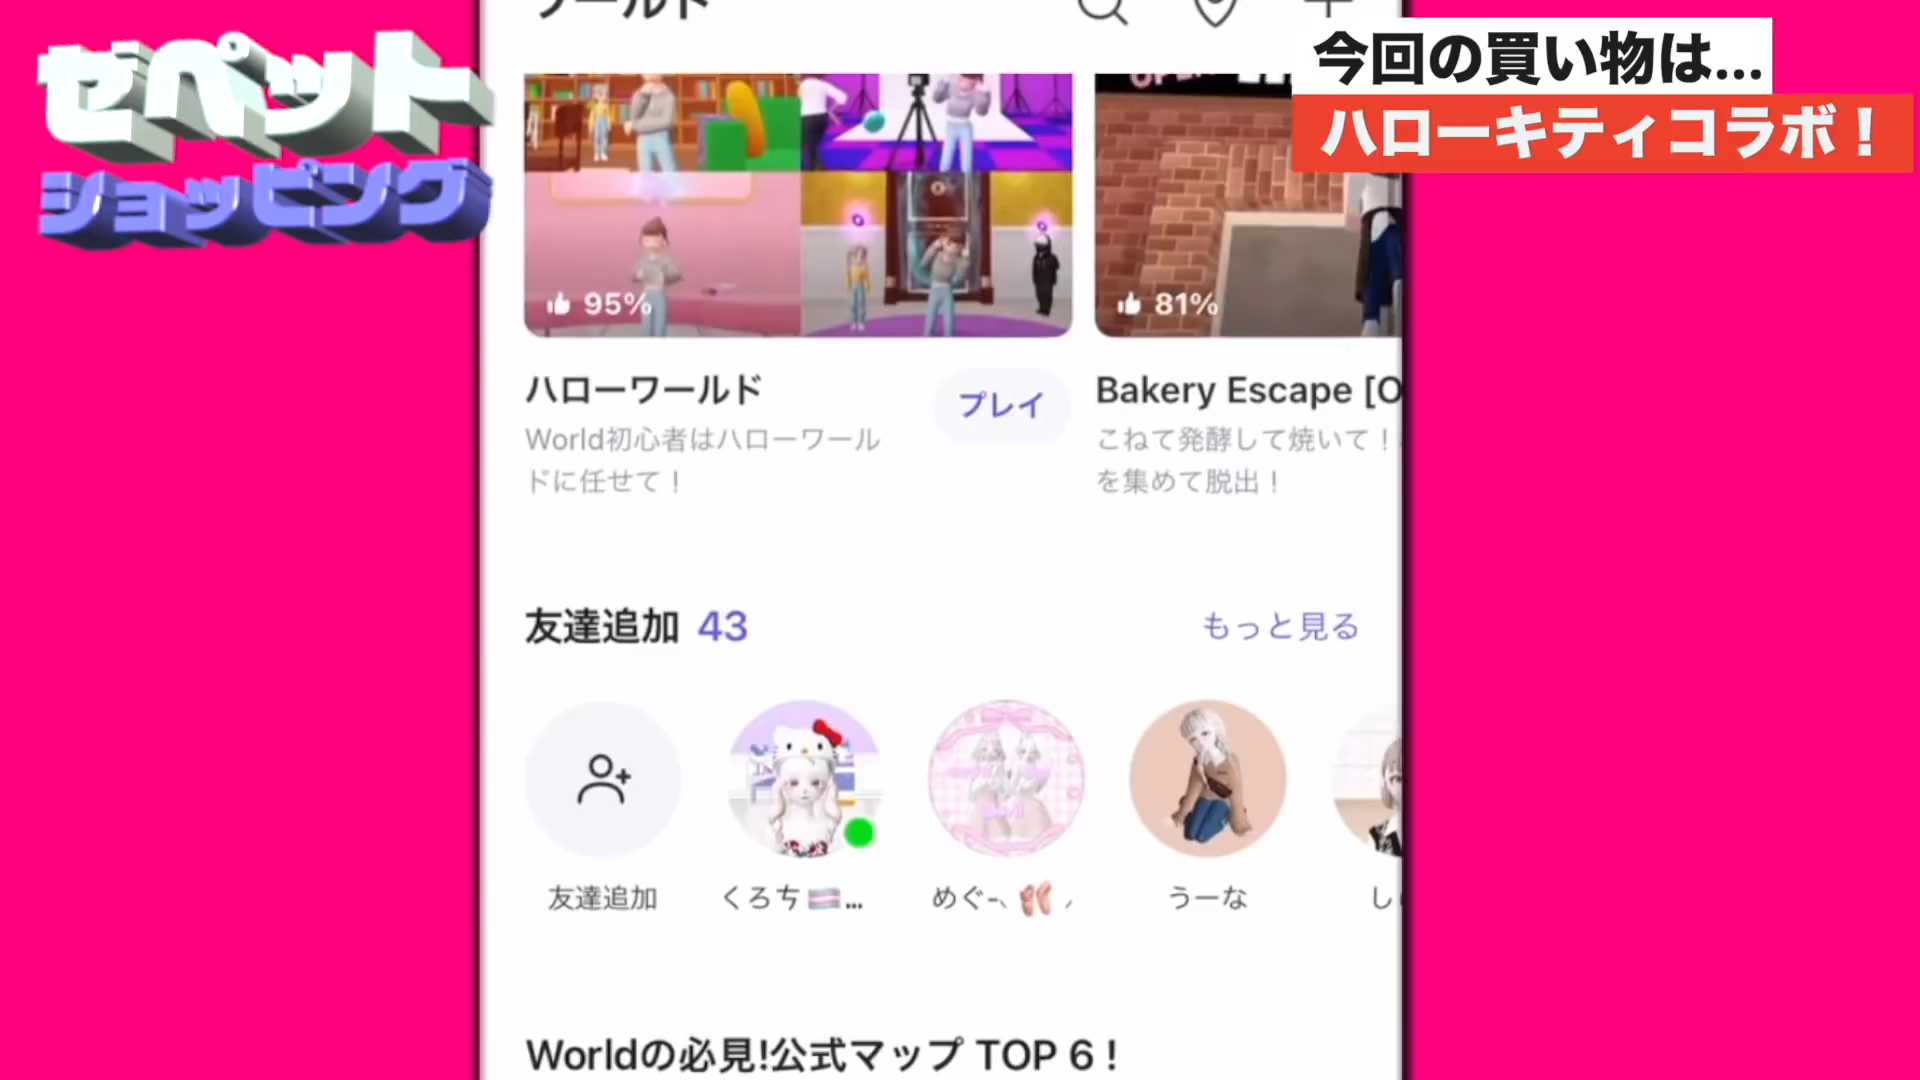 ゼペット
ショッピング
今回の買い物は...
ハローキティコラボ！
ワールド
95%
81%
ハローワールド
プレイ
World初心者はハローワール
ドに任せて！
Bakery Escape [O
こねて発酵して焼いて！
を集めて脱出！
友達追加 43
もっと見る
友達追加
くろち...
めぐ
うーな
し
Worldの必見!公式マップ TOP 6！